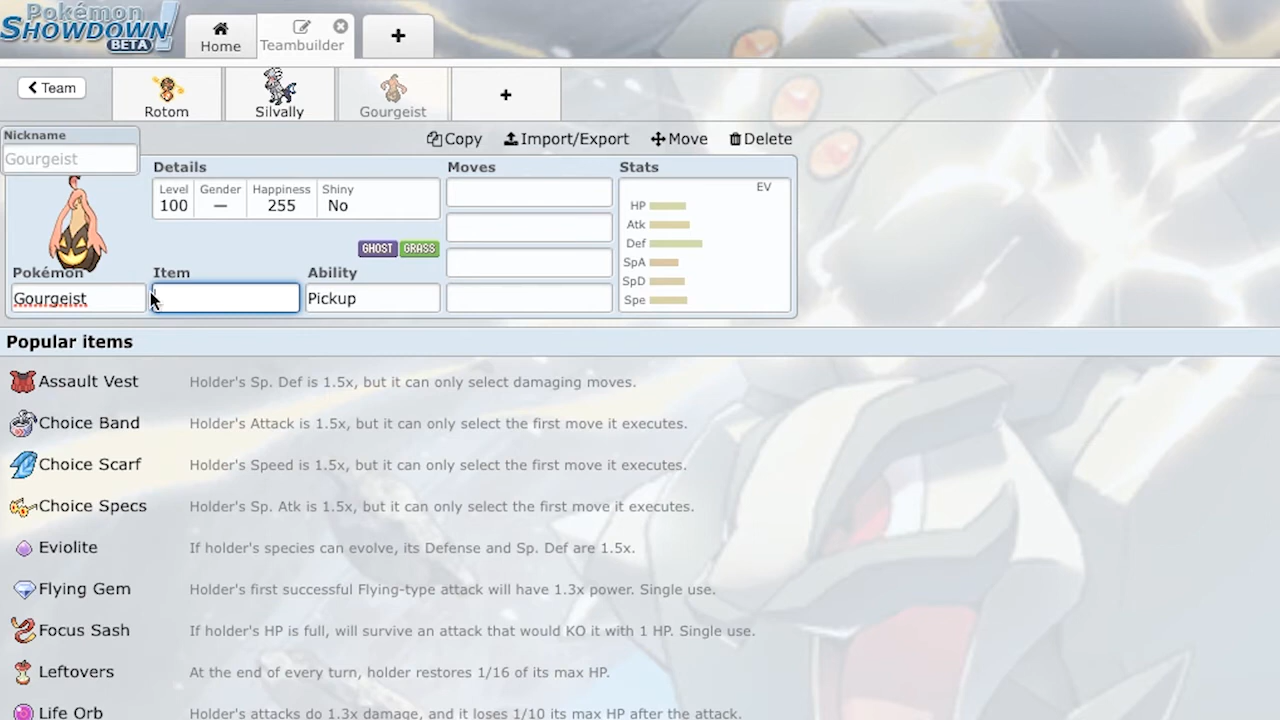 Pokémon
SHOWDOWN!
BETA
Home
Teambuilder
+
Team
Rotom
Silvally
Gourgeist
+
Nickname
Gourgeist
Copy
Import/Export
Move
Delete
Details
Moves
Stats
Level
Gender
Happiness
Shiny
100
—
255
No
EV
HP
Atk
Def
SpA
SpD
Spe
GHOST
GRASS
Pokémon
Item
Ability
Gourgeist
Pickup
Popular items
Assault Vest Holder's Sp. Def is 1.5x, but it can only select damaging moves.
Choice Band Holder's Attack is 1.5x, but it can only select the first move it executes.
Choice Scarf Holder's Speed is 1.5x, but it can only select the first move it executes.
Choice Specs Holder's Sp. Atk is 1.5x, but it can only select the first move it executes.
Eviolite If holder's species can evolve, its Defense and Sp. Def are 1.5x.
Flying Gem Holder's first successful Flying-type attack will have 1.3x power. Single use.
Focus Sash If holder's HP is full, will survive an attack that would KO it with 1 HP. Single use.
Leftovers At the end of every turn, holder restores 1/16 of its max HP.
Life Orb Holder's attacks do 1.3x damage, and it loses 1/10 its max HP after the attack.